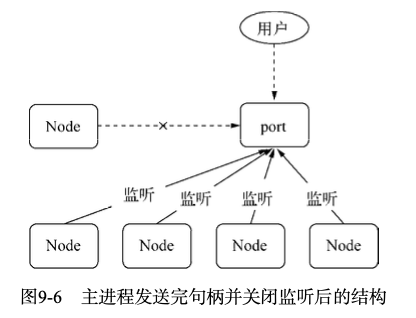 用户
Node
port
监听 监听 监听 监听
Node Node Node Node
图9-6 主进程发送完句柄并关闭监听后的结构